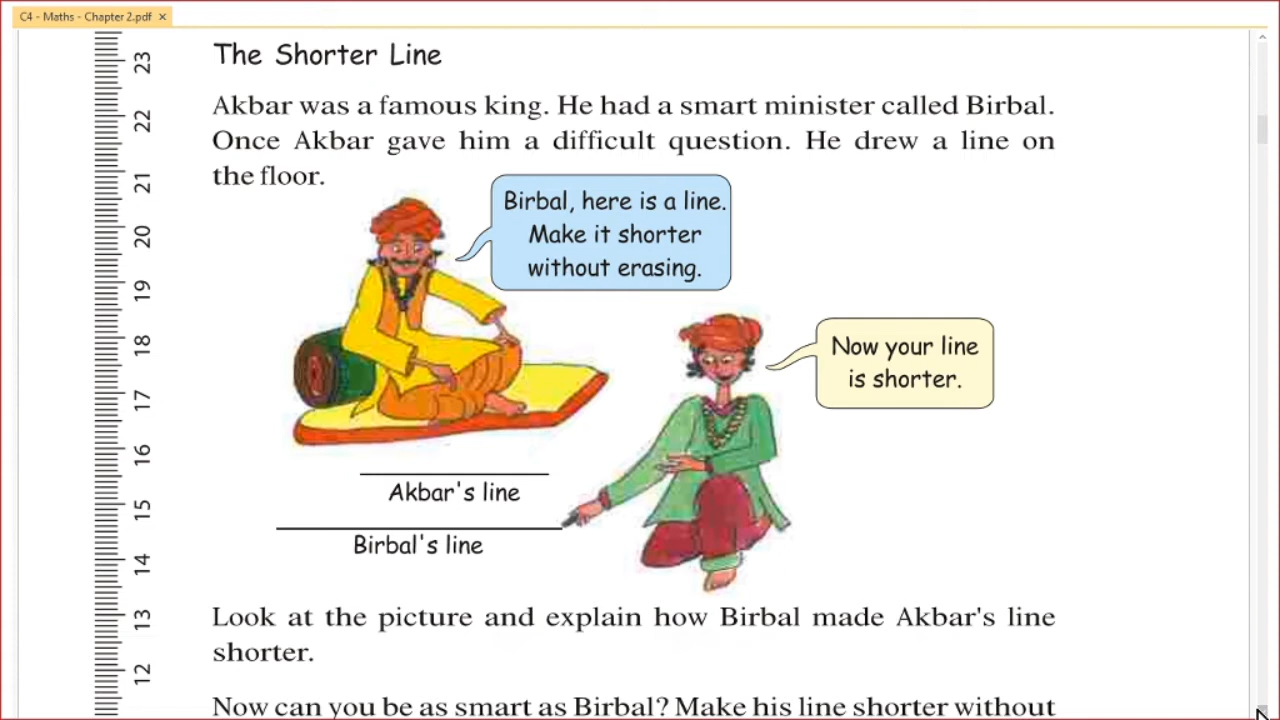 C4 - Maths - Chapter 2.pdf ×
The Shorter Line
Akbar was a famous king. He had a smart minister called Birbal.
Once Akbar gave him a difficult question. He drew a line on
the floor.
Birbal, here is a line.
Make it shorter
without erasing.
Now your line
is shorter.
Akbar's line
Birbal's line
Look at the picture and explain how Birbal made Akbar's line
shorter.
Now can you be as smart as Birbal? Make his line shorter without
23
22
21
20
19
18
17
16
15
14
13
12